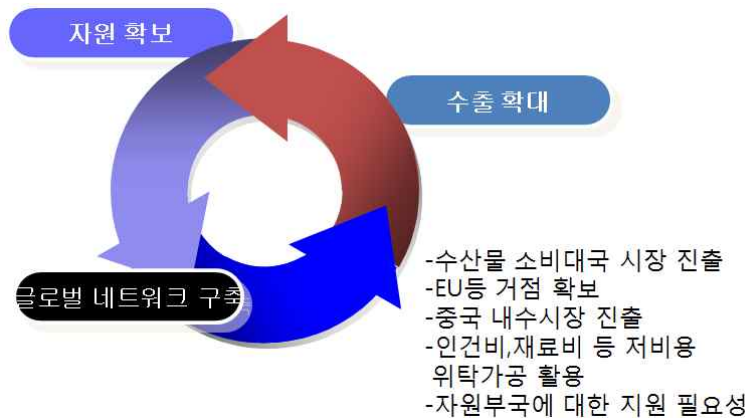 자원 확보
수출 확대
글로벌 네트워크 구축
-수산물 소비대국 시장 진출
-EU등 거점 확보
-중국 내수시장 진출
-인건비,재료비 등 저비용
위탁가공 활용
-자원부국에 대한 지원 필요성